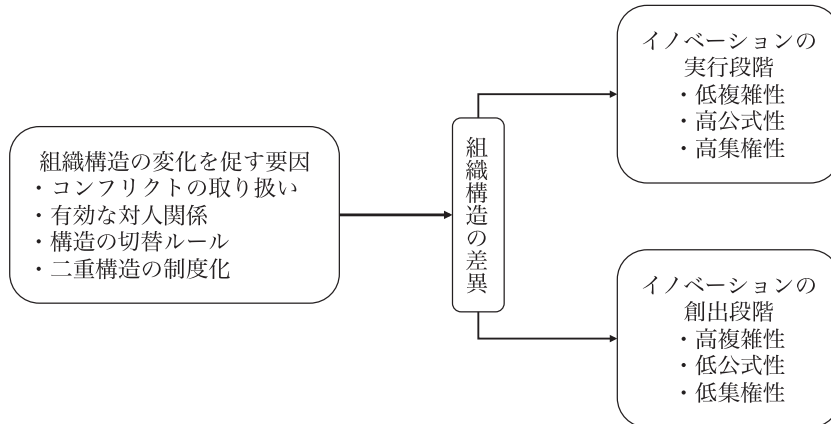 組織構造の変化を促す要因
・コンフリクトの取り扱い
・有効な対人関係
・構造の切替ルール
・二重構造の制度化
組織構造の差異
イノベーションの
実行段階
・低複雑性
・高公式性
・高集権性
イノベーションの
創出段階
・高複雑性
・低公式性
・低集権性